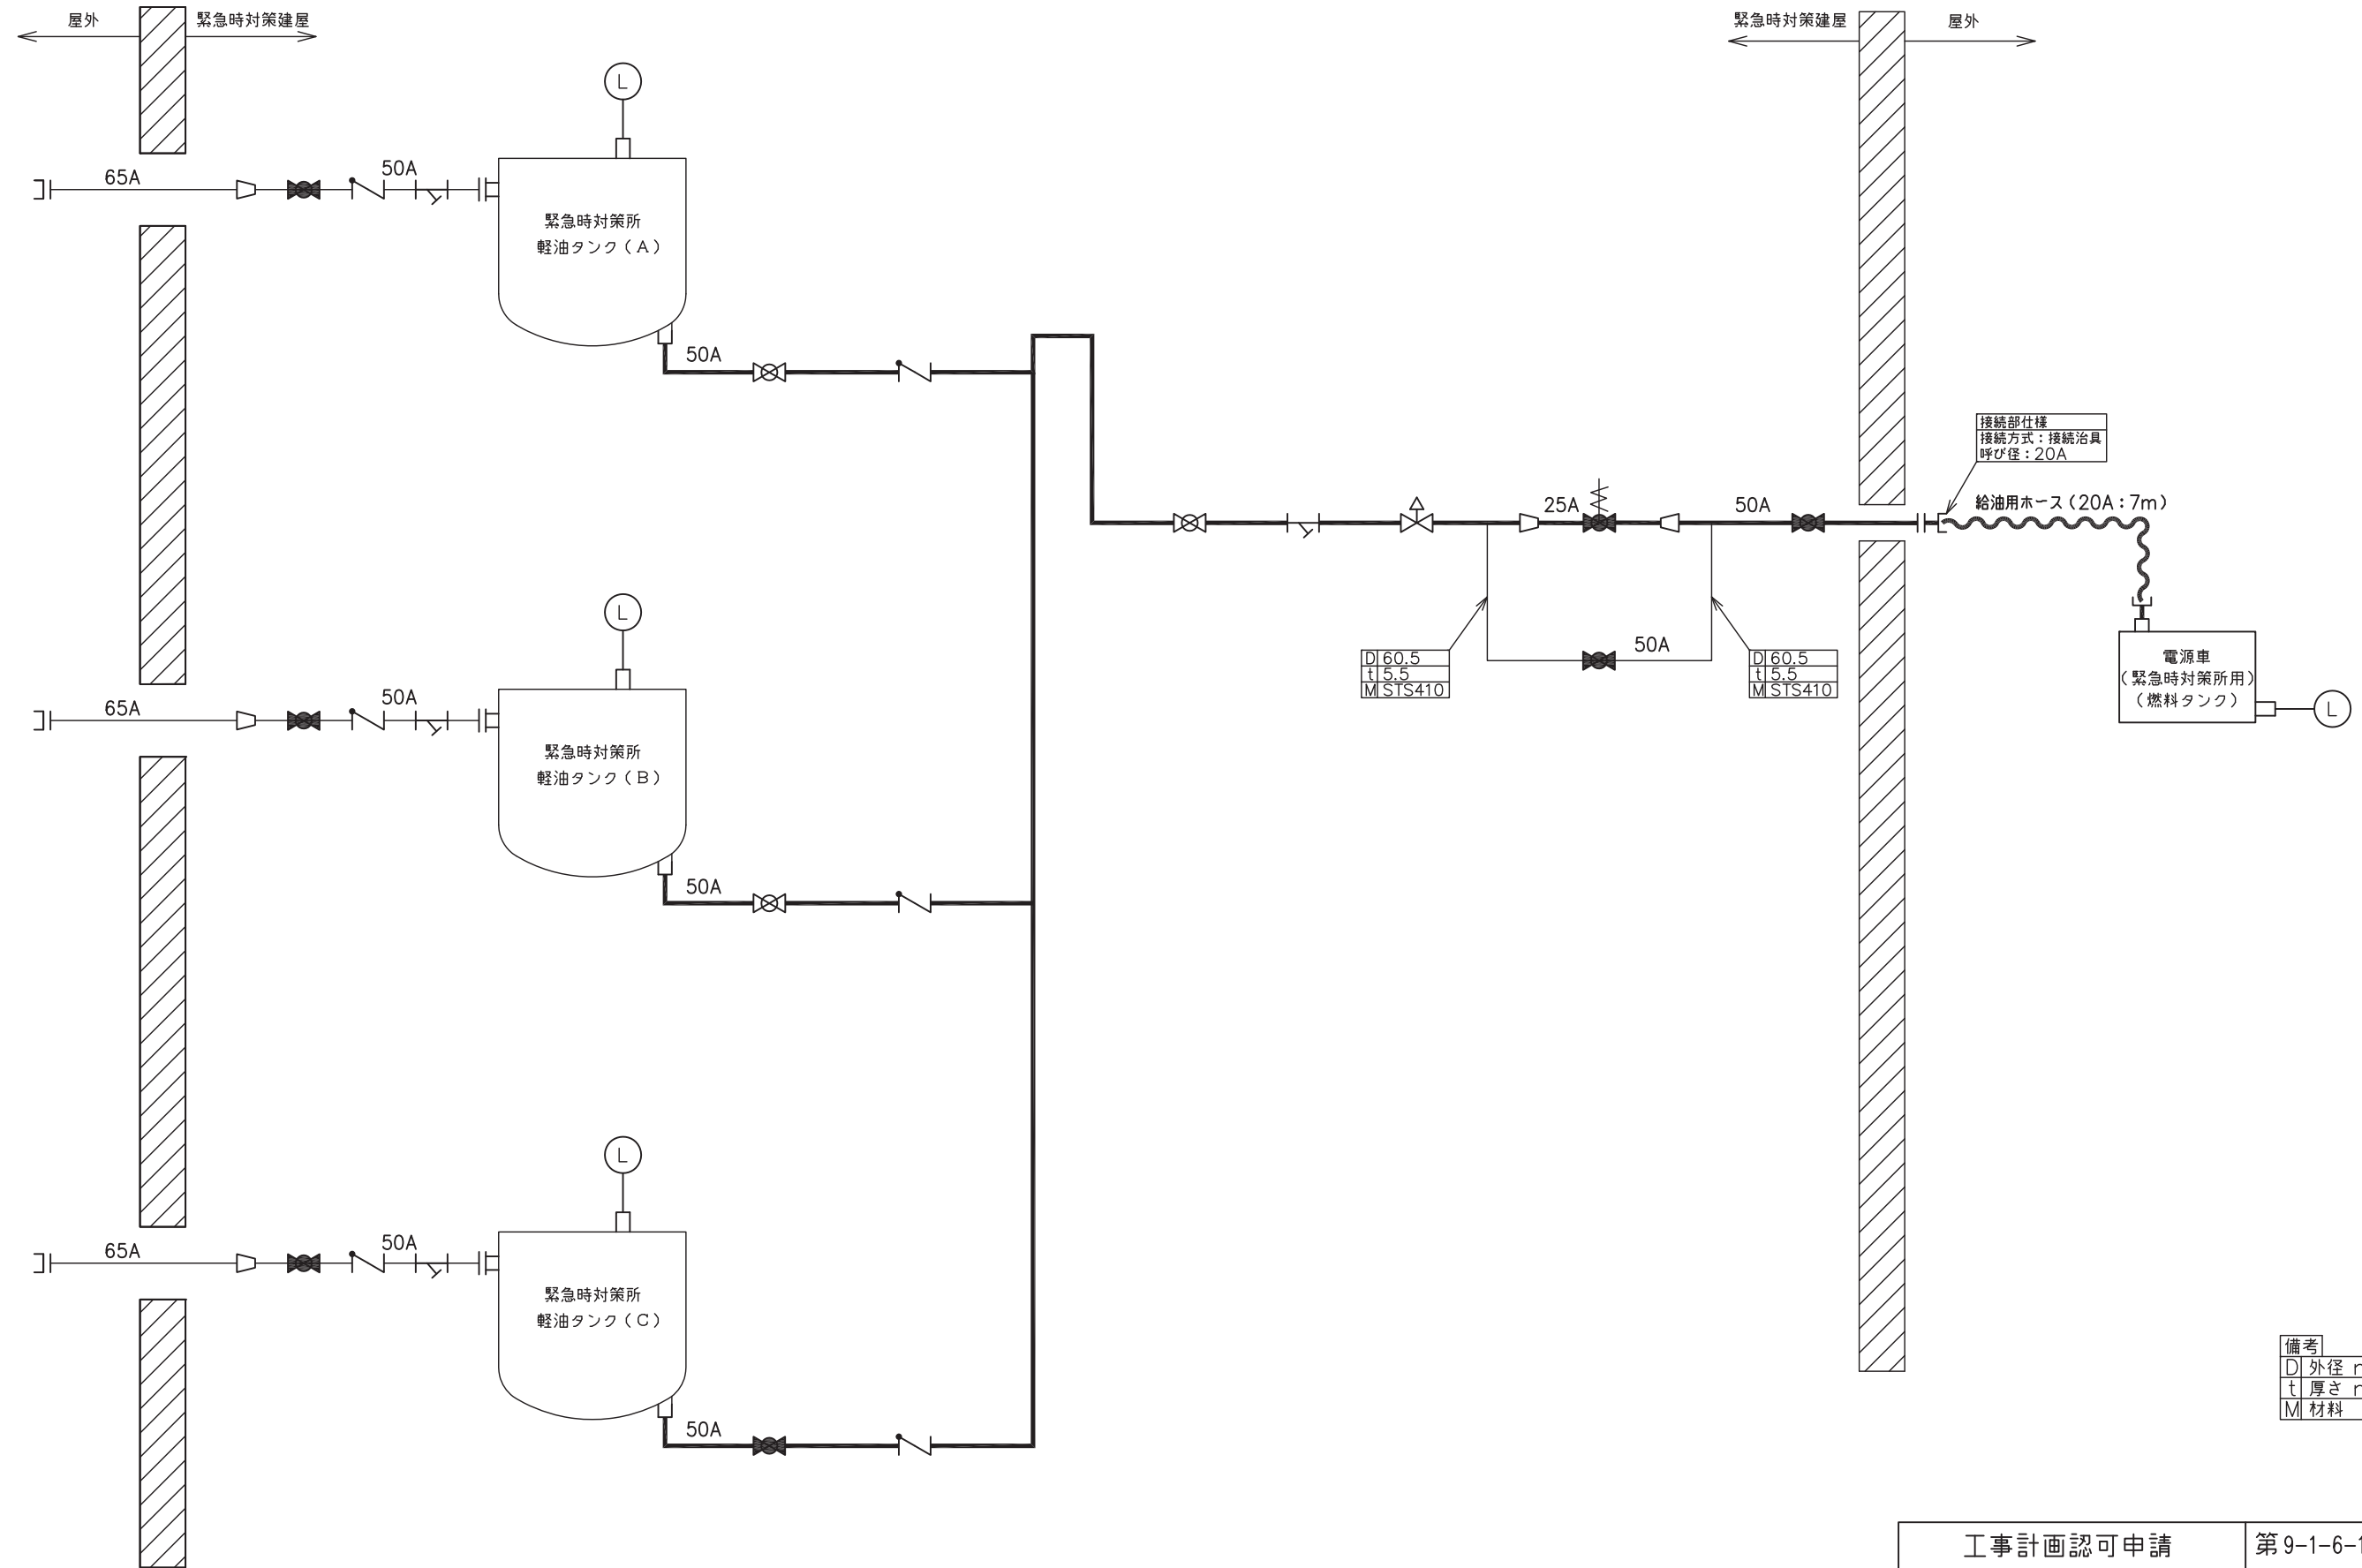 屋外
緊急時対策建屋
緊急時対策建屋
屋外
L
65A
50A
緊急時対策所
軽油タンク(A)
50A
接続部仕様
接続方式:接続治具
呼び径:20A
25A
50A
給油用ホース(20A:7m)
L
50A
D 60.5
t 5.5
M STS410
D 60.5
t 5.5
M STS410
電源車
(緊急時対策所用)
(燃料タンク)
L
65A
50A
緊急時対策所
軽油タンク(B)
50A
L
65A
50A
緊急時対策所
軽油タンク(C)
50A
備考
D 外径
t 厚さ
M 材料
工事計画認可申請
第9-1-6-1